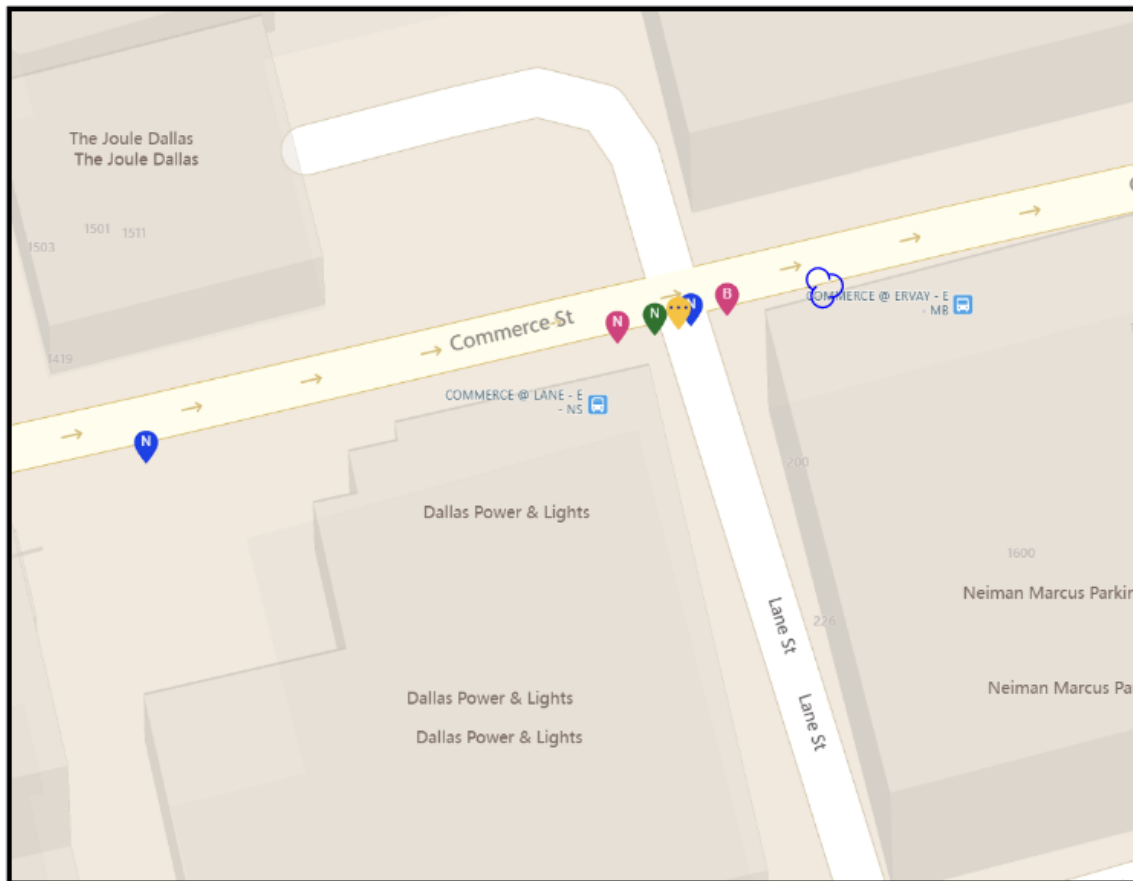 The Joule Dallas
The Joule Dallas
1503
1501
1511
1419
Commerce St
B
N
N
N
COMMERCE @ ERVAY - E
- MB
COMMERCE @ LANE - E
- NS
N
200
Dallas Power & Lights
1600
Neiman Marcus Parkin
226
Lane St
Neiman Marcus Pa
Dallas Power & Lights
Lane St
Dallas Power & Lights